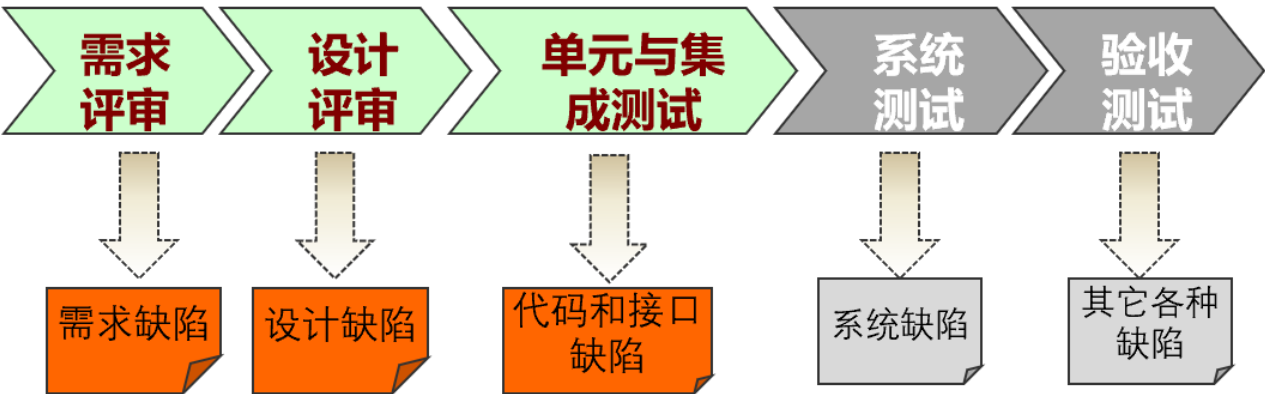 需求
评审
设计
评审
单元与集
成测试
系统
测试
验收
测试
需求缺陷
设计缺陷
代码和接口
缺陷
系统缺陷
其它各种
缺陷